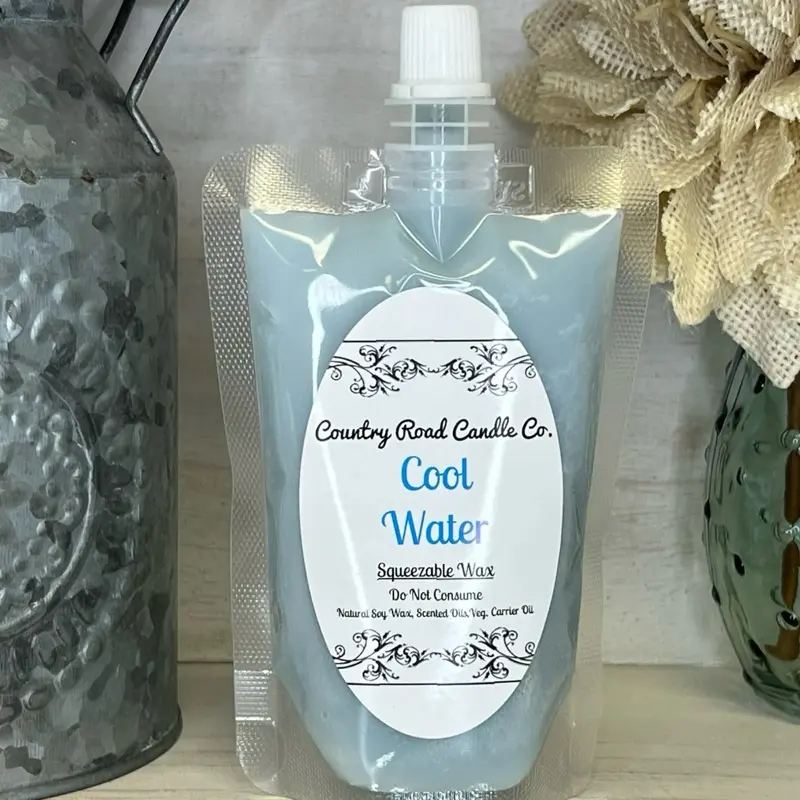 Country Road Candle Co.
Cool
Water
Squeezable Wax
Do Not Consume
Natural Soy Wax, Scented Oils,Veg. Carrier Oil